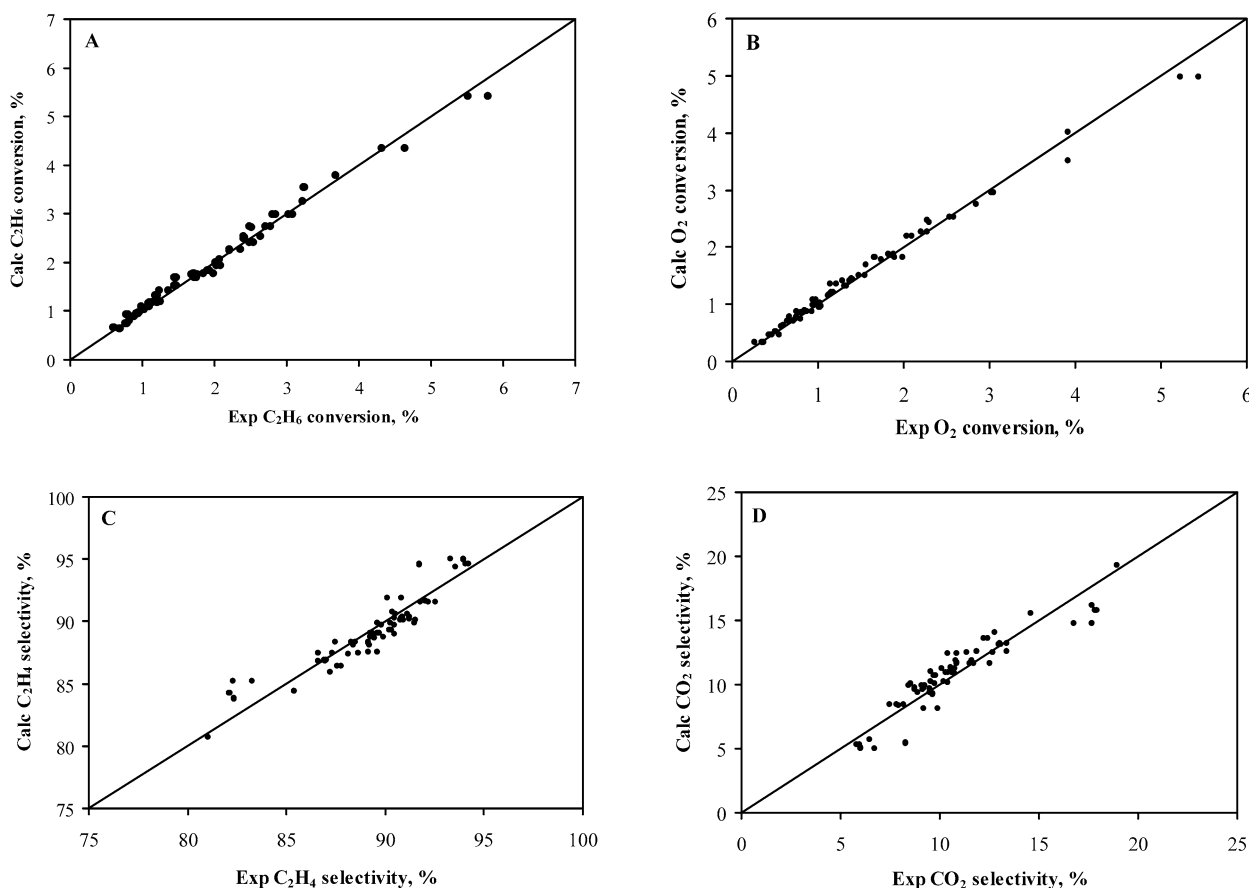 A
7
6
5
4
3
2
1
0
Calc C₂H₆ conversion, %
0 1 2 3 4 5 6 7
Exp C₂H₆ conversion, %
B
6
5
4
3
2
1
0
Calc O₂ conversion, %
0 1 2 3 4 5 6
Exp O₂ conversion, %
C
100
95
90
85
80
75
Calc C₂H₄ selectivity, %
75 80 85 90 95 100
Exp C₂H₄ selectivity, %
D
25
20
15
10
5
0
Calc CO₂ selectivity, %
0 5 10 15 20 25
Exp CO₂ selectivity, %